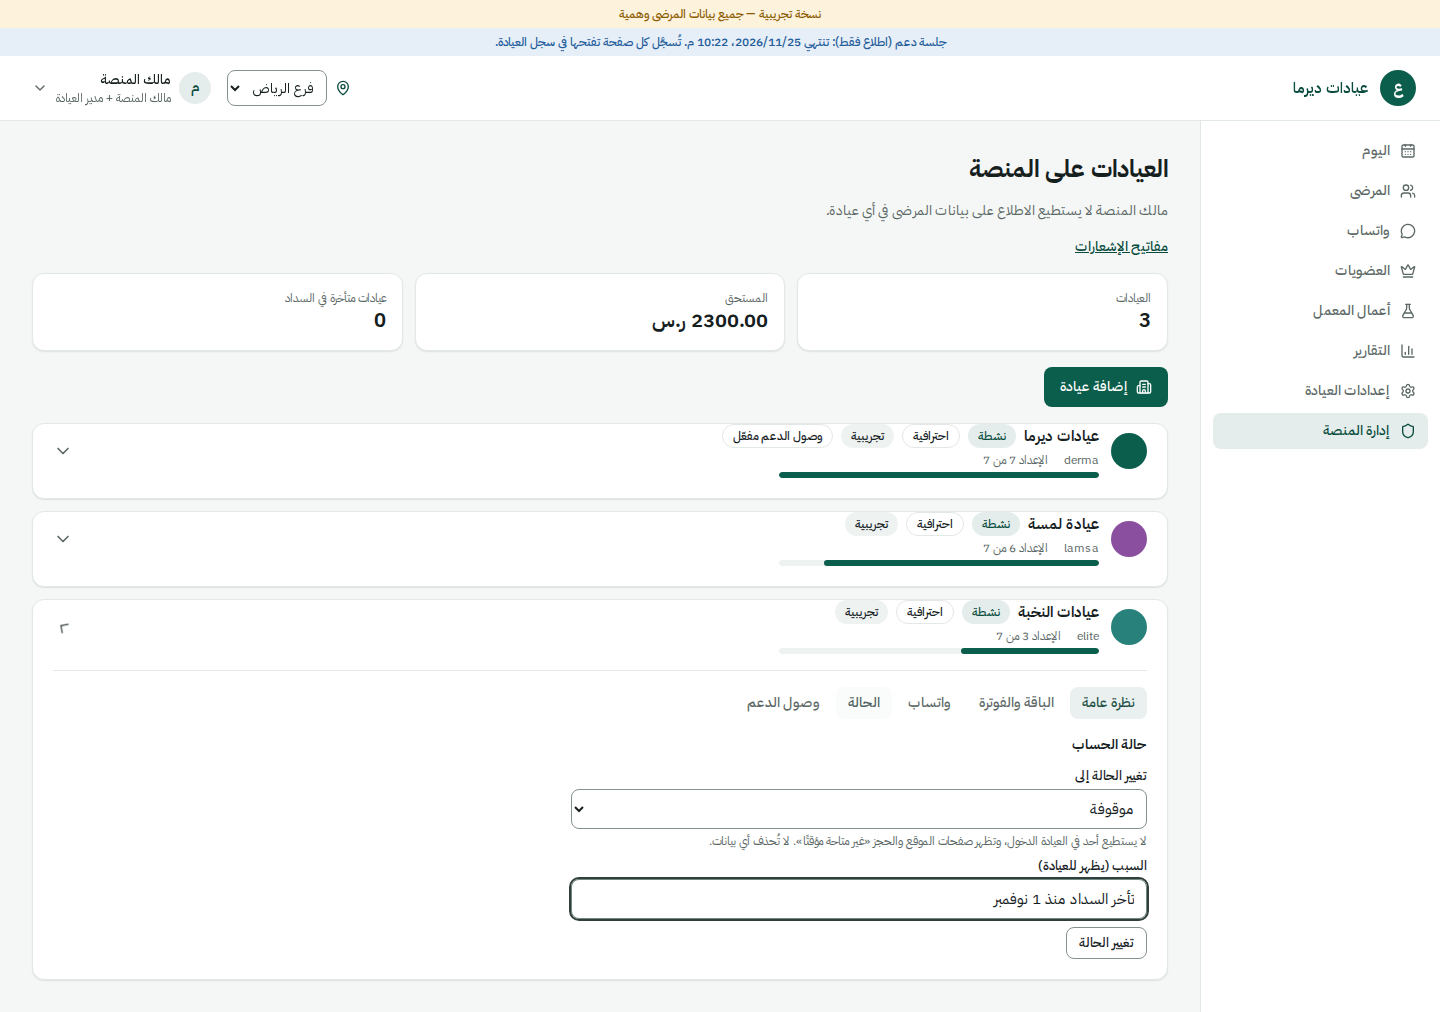 نسخة تجريبية — جميع بيانات المرضى وهمية
جلسة دعم (اطلاع فقط): تنتهي 2026/11/25، 10:22 م. تُسجَّل كل صفحة تفتحها في سجل العيادة.
ع
عيادات ديرما
فرع الرياض
م
مالك المنصة
مالك المنصة + مدير العيادة
اليوم
المرضى
واتساب
العضويات
أعمال المعمل
التقارير
إعدادات العيادة
إدارة المنصة
العيادات على المنصة
مالك المنصة لا يستطيع الاطلاع على بيانات المرضى في أي عيادة.
مفاتيح الإشعارات
العيادات
3
المستحق
2300.00 ر.س
عيادات متأخرة في السداد
0
إضافة عيادة
عيادات ديرما نشطة احترافية تجريبية وصول الدعم مفعّل
derma الإعداد 7 من 7
عيادة لمسة نشطة احترافية تجريبية
lamsa الإعداد 6 من 7
عيادات النخبة نشطة احترافية تجريبية
elite الإعداد 3 من 7
نظرة عامة الباقة والفوترة واتساب الحالة وصول الدعم
حالة الحساب
تغيير الحالة إلى
موقوفة
لا يستطيع أحد في العيادة الدخول، وتظهر صفحات الموقع والحجز «غير متاحة مؤقتًا». لا تُحذف أي بيانات.
السبب (يظهر للعيادة)
تأخر السداد منذ 1 نوفمبر
تغيير الحالة